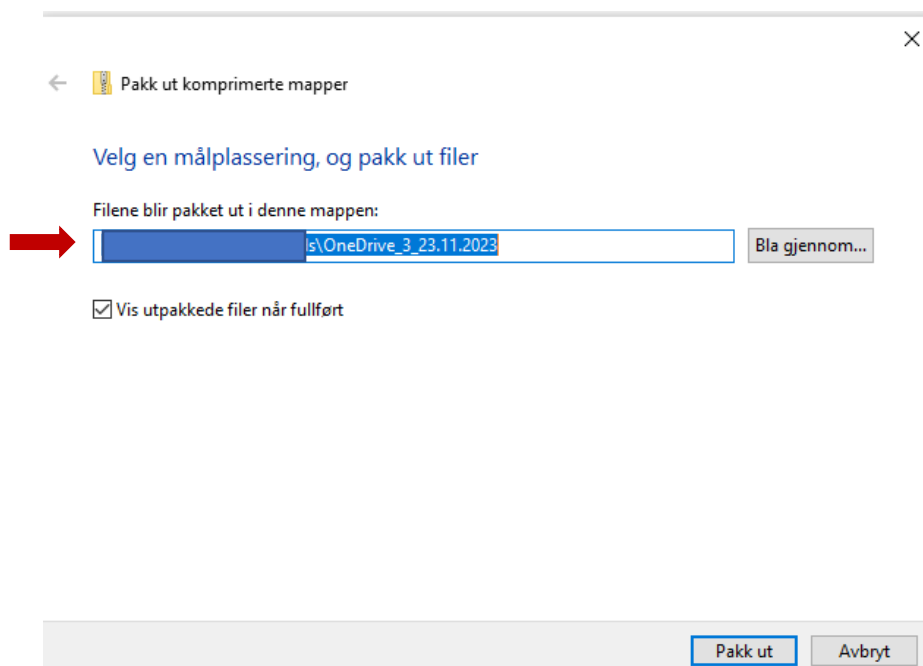 Pakk ut komprimerte mapper
Velg en målplassering, og pakk ut filer
Filene blir pakket ut i denne mappen:
ls\OneDrive_3_23.11.2023
Bla gjennom...
Vis utpakkede filer når fullført
Pakk ut
Avbryt